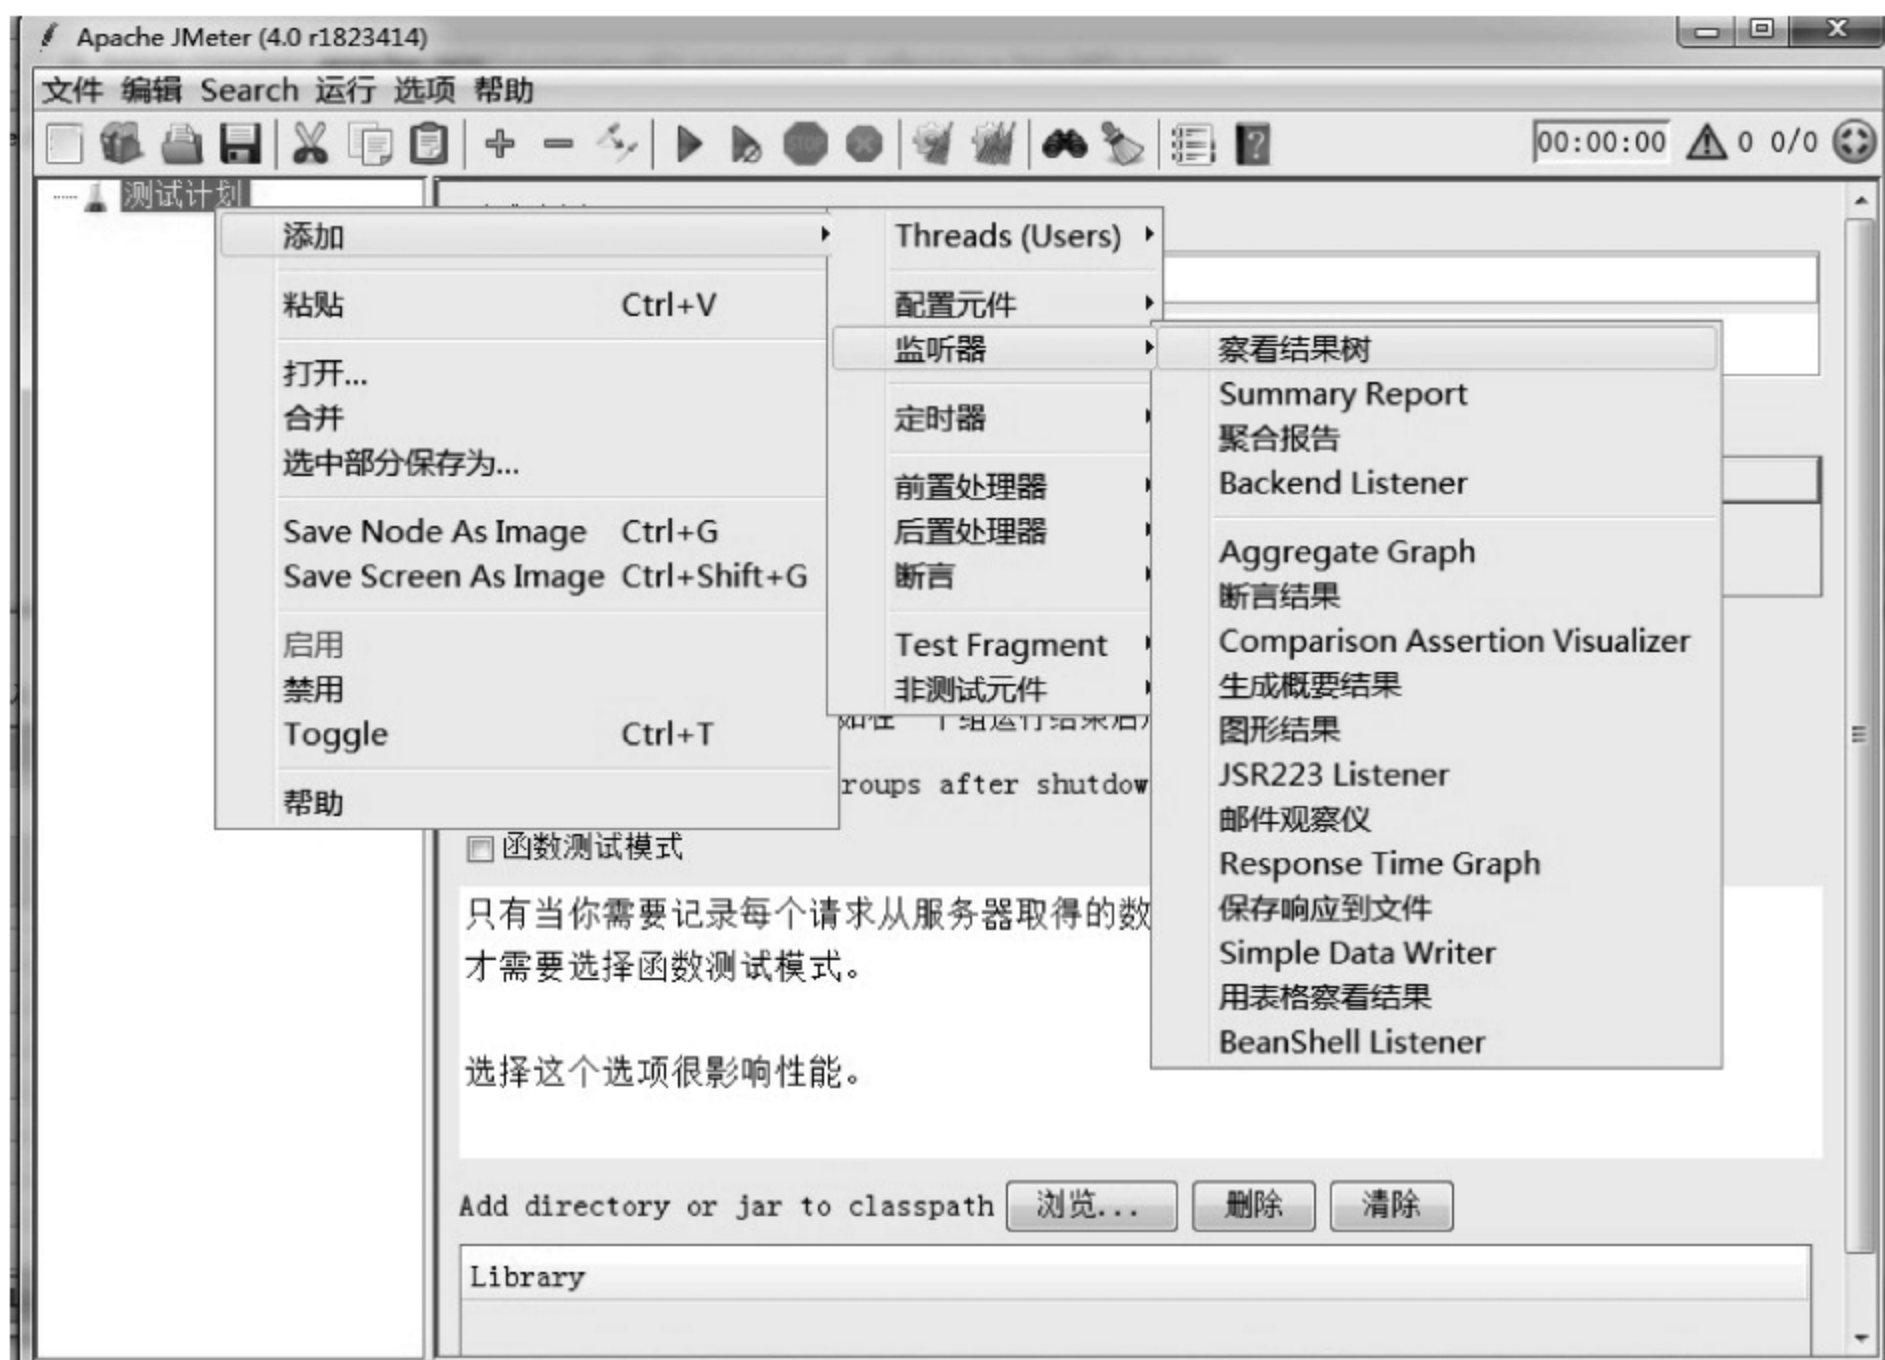 Apache JMeter (4.0 r1823414)
文件 编辑 Search 运行 选项 帮助
STOP
00:00:00 0 0/0
测试计划
添加
粘贴 Ctrl+V
打开...
合并
选中部分保存为...
Save Node As Image Ctrl+G
Save Screen As Image Ctrl+Shift+G
启用
禁用
Toggle Ctrl+T
帮助
Threads (Users)
配置元件
监听器
定时器
前置处理器
后置处理器
断言
Test Fragment
非测试元件
察看结果树
Summary Report
聚合报告
Backend Listener
Aggregate Graph
断言结果
Comparison Assertion Visualizer
生成概要结果
图形结果
JSR223 Listener
邮件观察仪
Response Time Graph
保存响应到文件
Simple Data Writer
用表格察看结果
BeanShell Listener
roups after shutdow
函数测试模式
只有当你需要记录每个请求从服务器取得的数
才需要选择函数测试模式。
选择这个选项很影响性能。
Add directory or jar to classpath 浏览... 删除 清除
Library